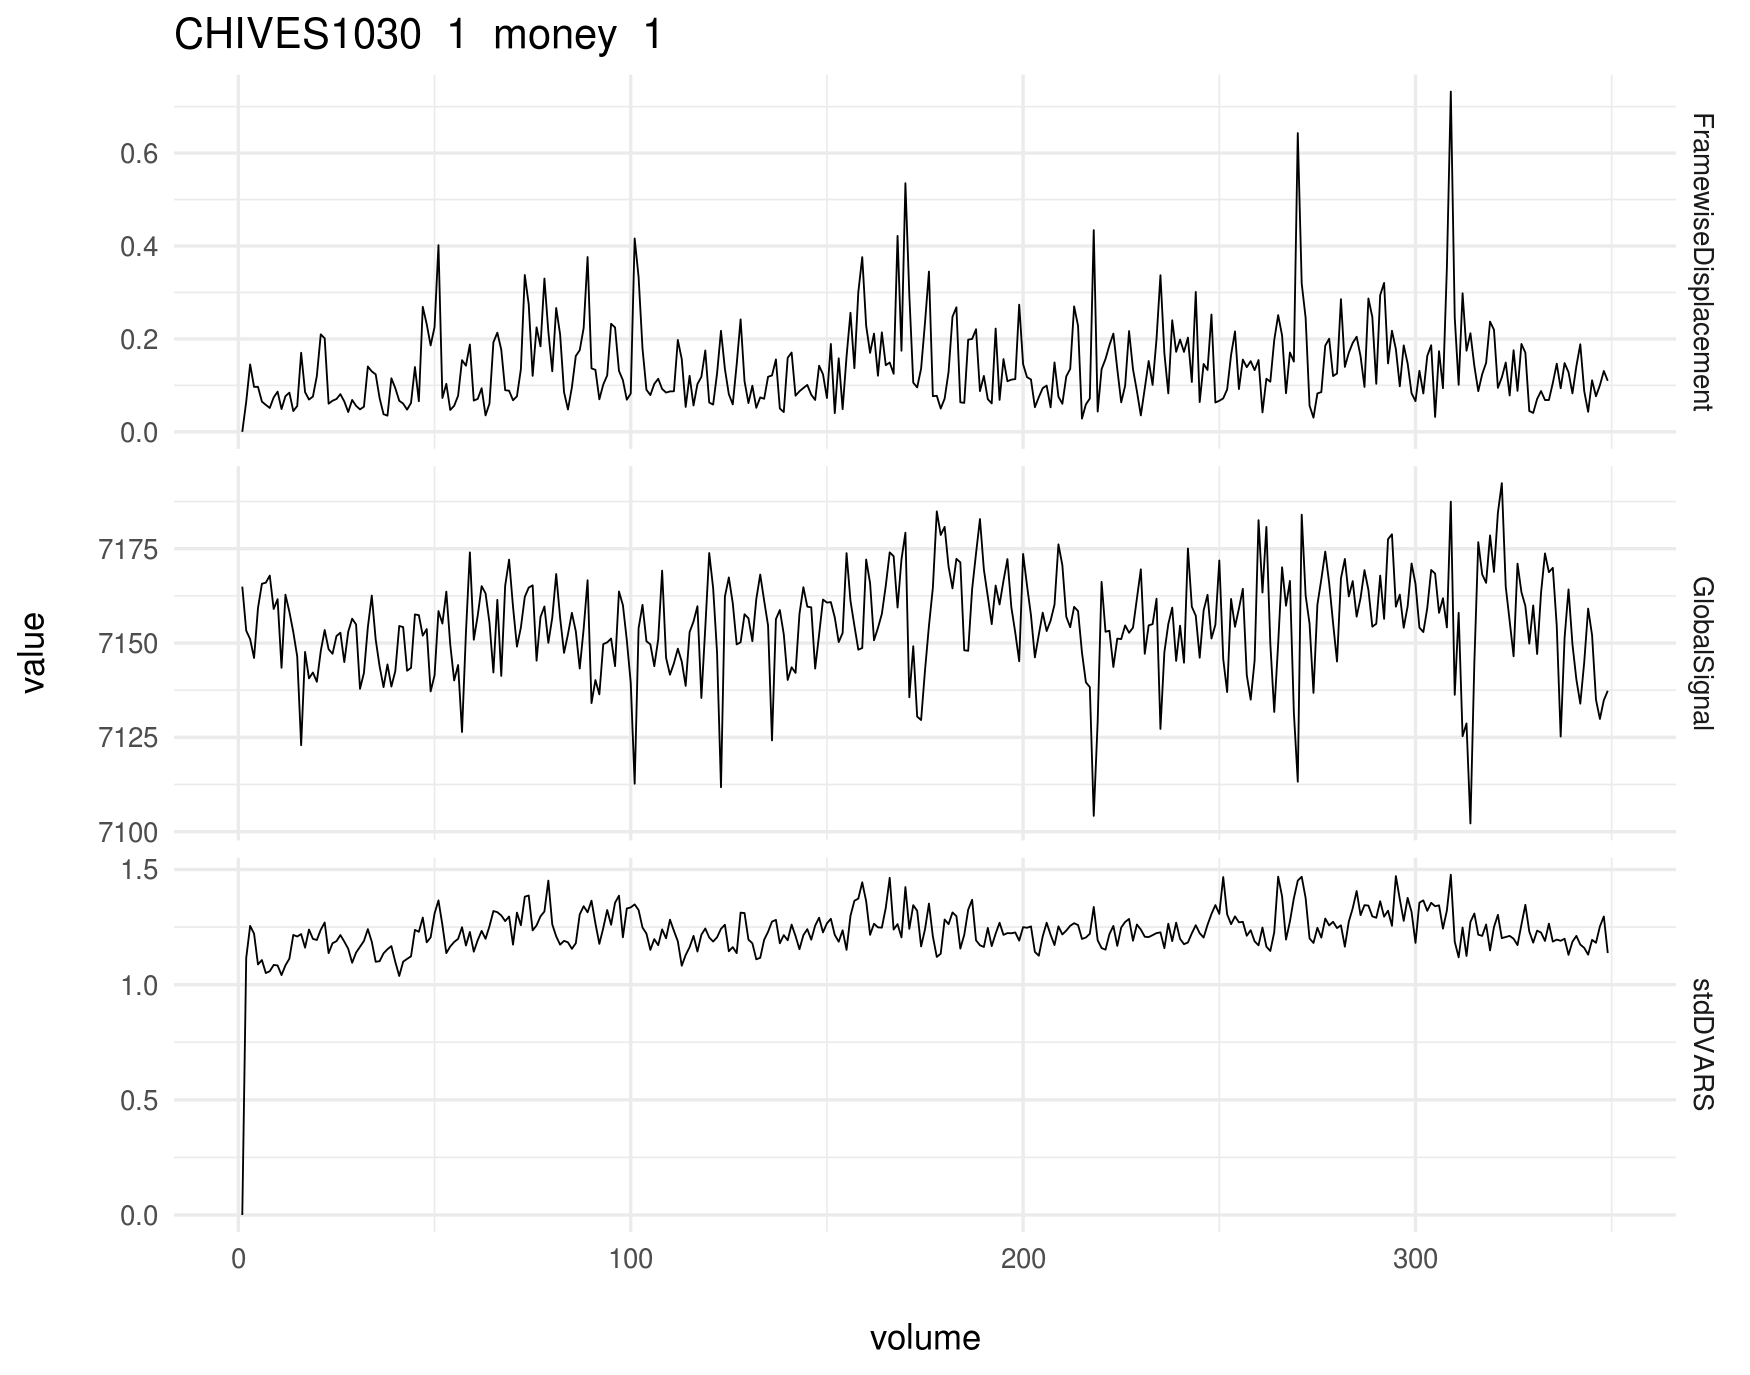 CHIVES1030 1 money 1
0.6
0.4
0.2
0.0
FramewiseDisplacement
value
7175
7150
7125
7100
GlobalSignal
1.5
1.0
0.5
0.0
stdDVARS
0 100 200 300
volume